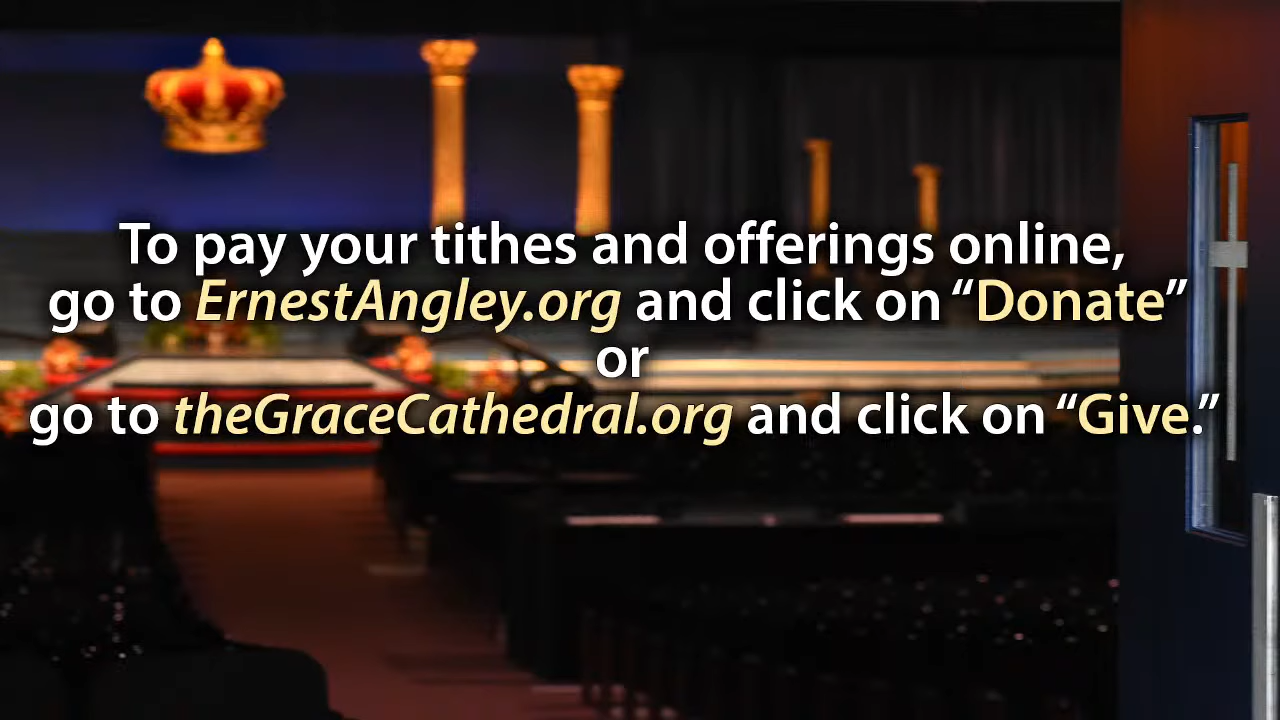 To pay your tithes and offerings online,
go to ErnestAngley.org and click on “Donate”
or
go to theGraceCathedral.org and click on “Give.”